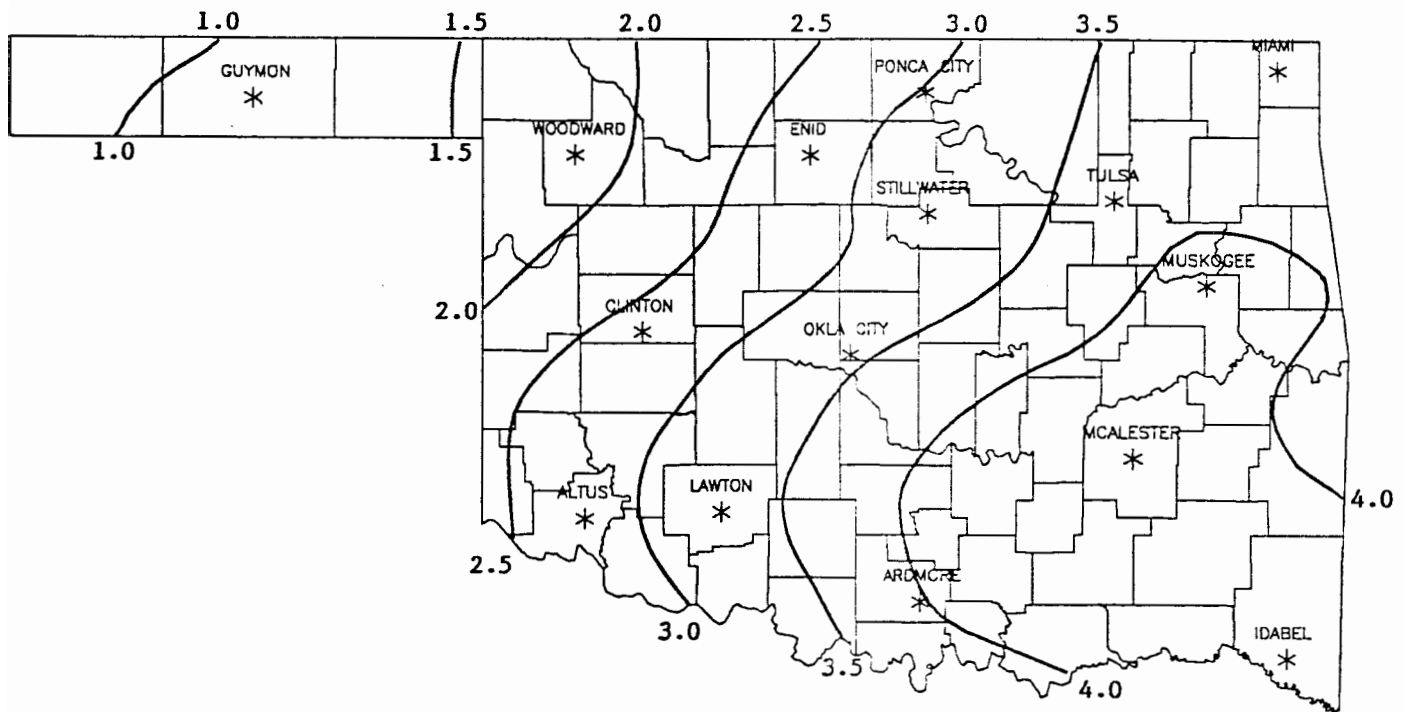 1.0 1.5 2.0 2.5 3.0 3.5
MIAMI
GUYMON
PONCA CITY
1.0 1.5
WOODWARD ENID
TULSA
STILLWATER
MUSKOGEE
2.0
CLINTON
OKLA CITY
MCALESTER
ALTUS LAWTON
4.0
2.5
ARDMORE
3.0
IDABEL
3.5
4.0